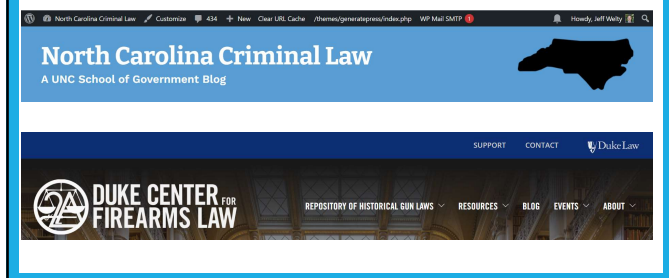 North Carolina Criminal Law Customize 434 New Clear URL Cache /themes/generatepress/index.php WP Mail SMTP 1 Howdy, Jeff Welty
North Carolina Criminal Law
A UNC School of Government Blog
SUPPORT CONTACT Duke Law
2A DUKE CENTER FOR
FIREARMS LAW
REPOSITORY OF HISTORICAL GUN LAWS RESOURCES BLOG EVENTS ABOUT